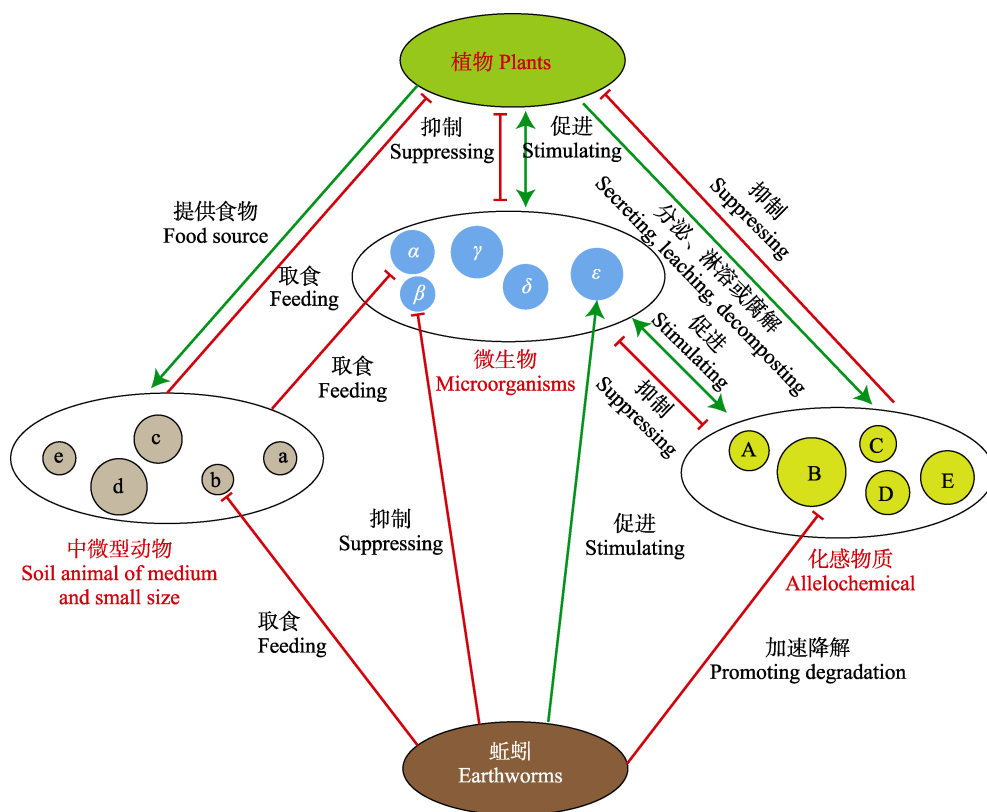 植物 Plants
抑制
Suppressing
促进
Stimulating
抑制
Suppressing
分泌、淋溶或腐解
Secreting, leaching, decomposting
提供食物
Food source
取食
Feeding
α
γ
β
δ
ε
促进
Stimulating
取食
Feeding
微生物
Microorganisms
抑制
Suppressing
e
c
d
b
a
A
B
C
D
E
中微型动物
Soil animal of medium
and small size
抑制
Suppressing
促进
Stimulating
化感物质
Allelochemical
取食
Feeding
加速降解
Promoting degradation
蚯蚓
Earthworms